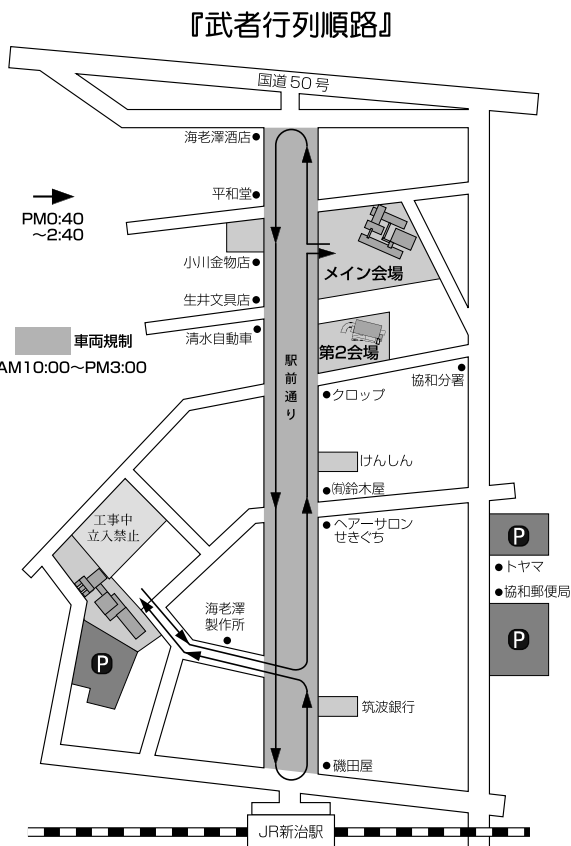 『武者行列順路』
国道50号
海老澤酒店
平和堂
PM0:40
～2:40
小川金物店
メイン会場
生井文具店
車両規制
清水自動車
第2会場
AM10:00～PM3:00
駅前通り
協和分署
クロップ
けんしん
㈲鈴木屋
工事中
立入禁止
ヘアーサロン
せきぐち
P
トヤマ
協和郵便局
海老澤
製作所
P
P
筑波銀行
磯田屋
JR新治駅